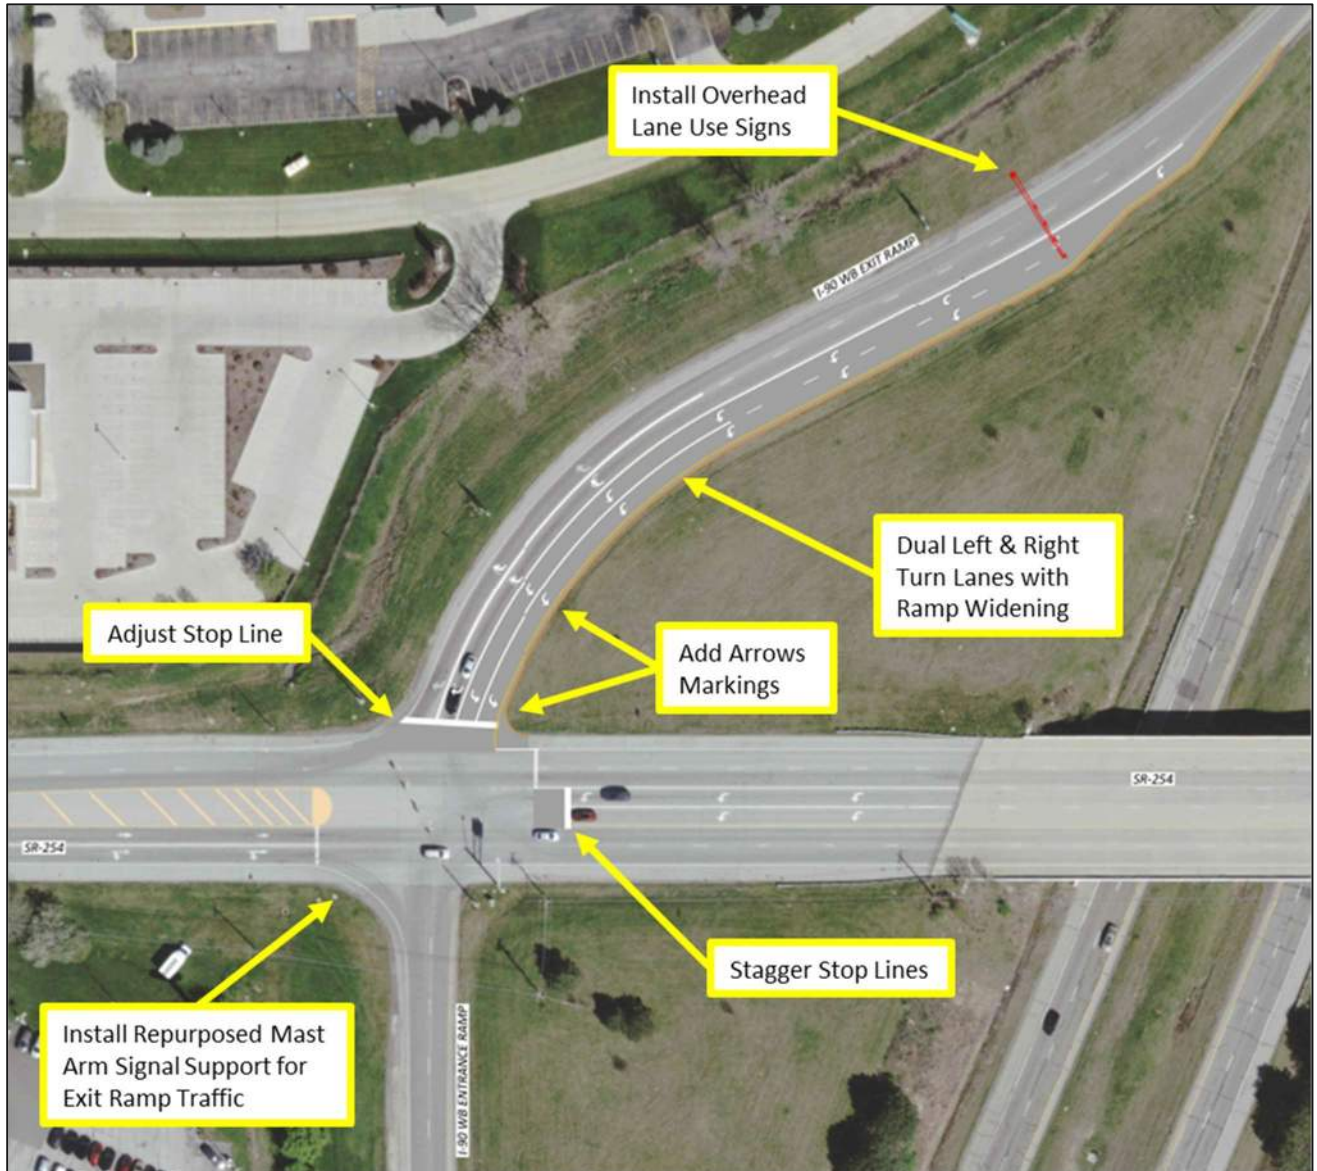 Install Overhead
Lane Use Signs
I-90 WB EXIT RAMP
Dual Left & Right
Turn Lanes with
Ramp Widening
Adjust Stop Line
Add Arrows
Markings
SR-254
SR-254
Stagger Stop Lines
Install Repurposed Mast
Arm Signal Support for
Exit Ramp Traffic
I-90 WB ENTRANCE RAMP